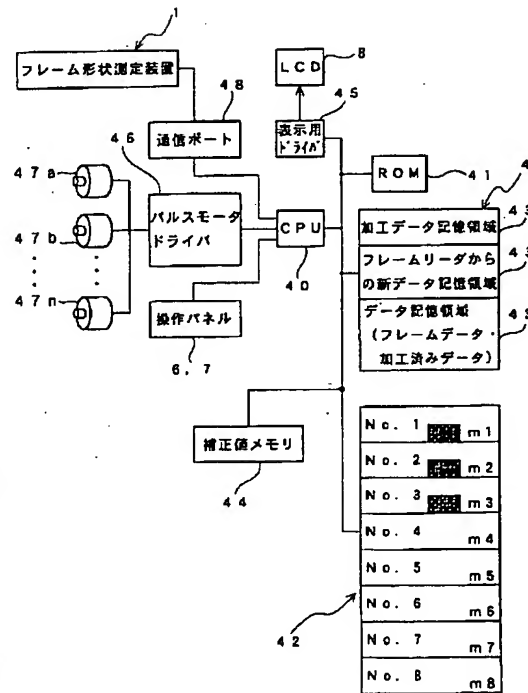 1
フレーム形状測定装置
8
LCD
48
45
通信ポート
表示用
ドライバ
46
47a
パルスモータ
ドライバ
CPU
ROM
41
40
47b
47n
操作パネル
6, 7
加工データ記憶領域
フレームリーダから
の新データ記憶領域
データ記憶領域
(フレームデータ・
加工済みデータ)
補正値メモリ
44
No. 1 m1
No. 2 m2
No. 3 m3
No. 4 m4
No. 5 m5
No. 6 m6
No. 7 m7
No. 8 m8
42